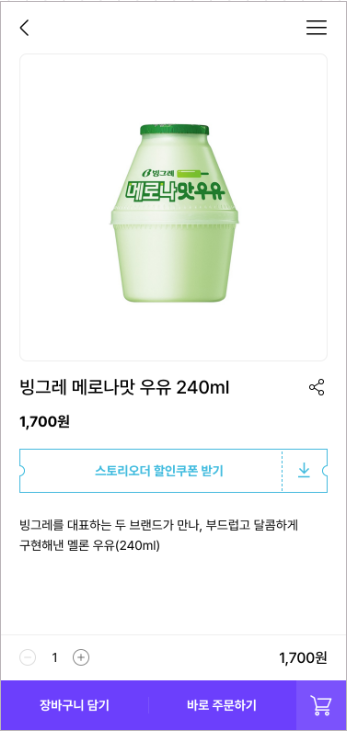 빙그레
메로나맛우유
빙그레 메로나맛 우유 240ml
1,700원
스토리오더 할인쿠폰 받기
빙그레를 대표하는 두 브랜드가 만나, 부드럽고 달콤하게
구현해낸 멜론 우유(240ml)
1
1,700원
장바구니 담기
바로 주문하기